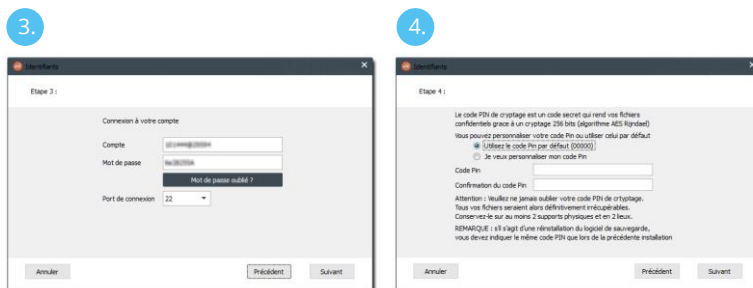 3.
Identifiants
Etape 3 :
Connexion à votre compte
Compte
Mot de passe
Mot de passe oublié ?
Port de connexion 22
Annuler Précédent Suivant
4.
Identifiants
Etape 4 :
Le code PIN de cryptage est un code secret qui rend vos fichiers
confidentiels grace à un cryptage 256 bits (algorithme AES Rijndael)
Vous pouvez personnaliser votre code Pin ou utiliser celui par défaut
Utilisez le code Pin par défaut (00000)
Je veux personaliser mon code Pin
Code Pin
Confirmation du code Pin
Attention : Veuillez ne jamais oublier votre code PIN de crtyptage.
Tous vos fichiers seraient alors définitivement irrécupérables.
Conservez-le sur au moins 2 supports physiques et en 2 lieux.
REMARQUE : s'il s'agit d'une réinstallation du logiciel de sauvegarde,
vous devez indiquer le même code PIN que lors de la précédente installation
Annuler Précédent Suivant